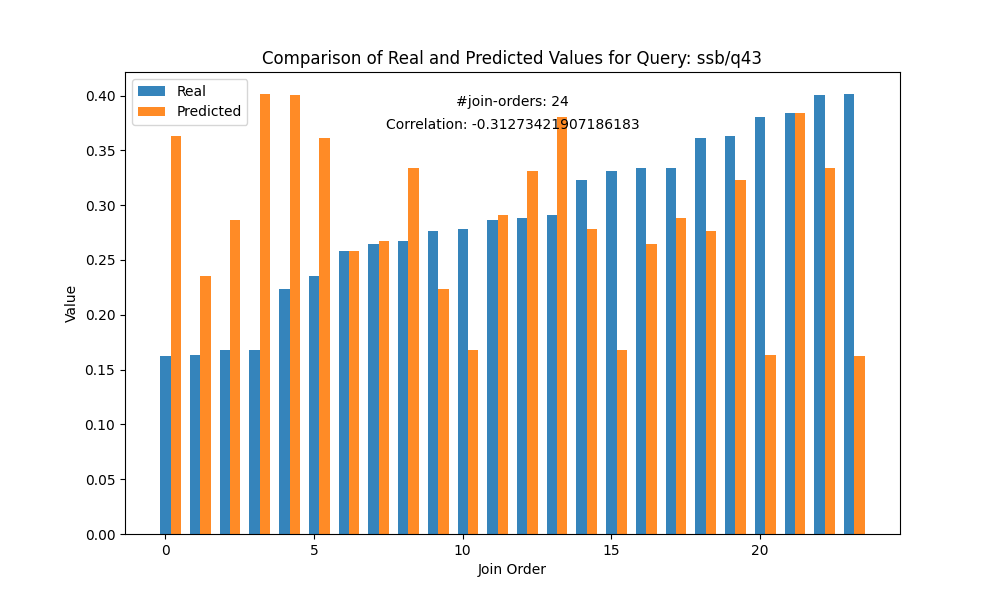 Comparison of Real and Predicted Values for Query: ssb/q43
Real
Predicted
#join-orders: 24
Correlation: -0.31273421907186183
0.40
0.35
0.30
0.25
0.20
0.15
0.10
0.05
0.00
Value
0 5 10 15 20
Join Order